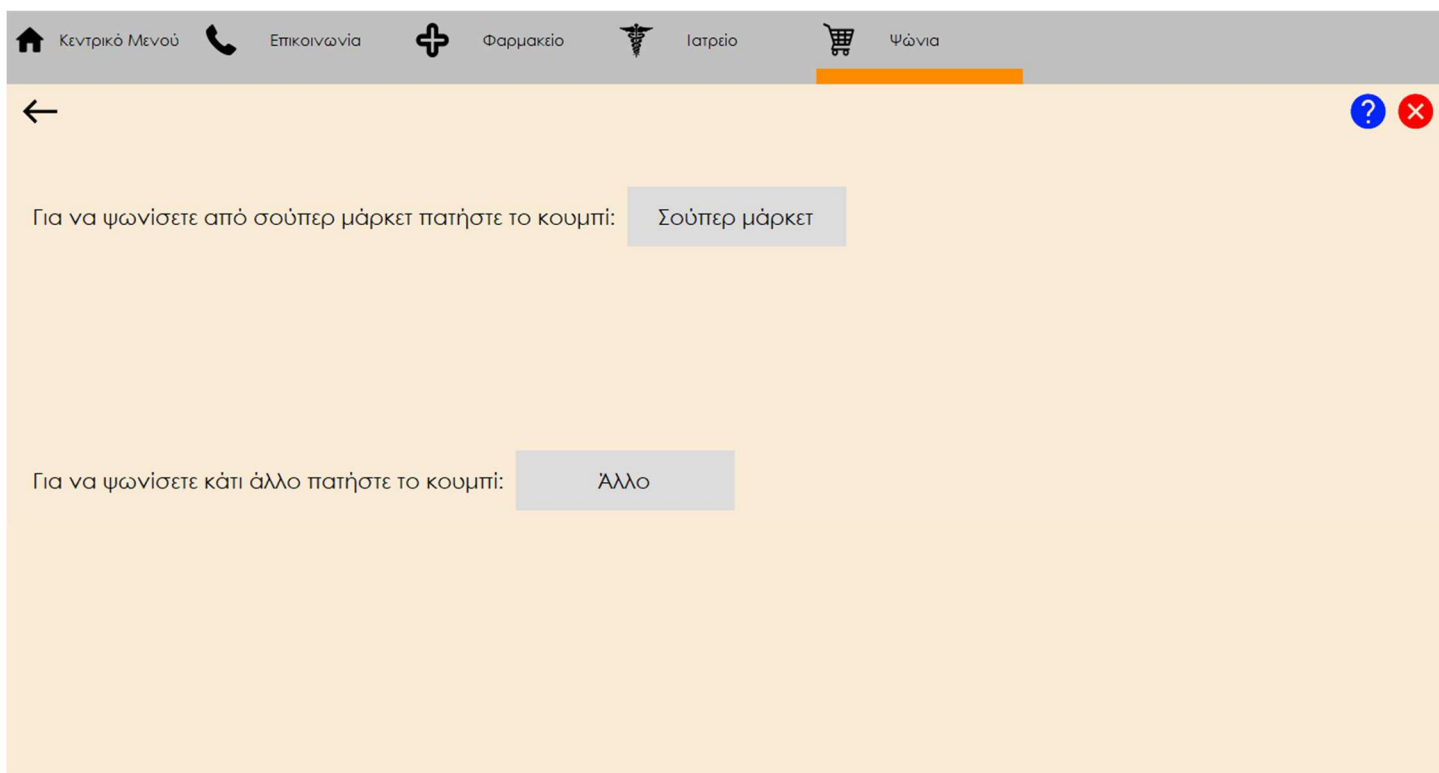 Κεντρικό Μενού Επικοινωνία Φαρμακείο Ιατρείο Ψώνια
?
Για να ψωνίσετε από σούπερ μάρκετ πατήστε το κουμπί: Σούπερ μάρκετ
Για να ψωνίσετε κάτι άλλο πατήστε το κουμπί: Άλλο